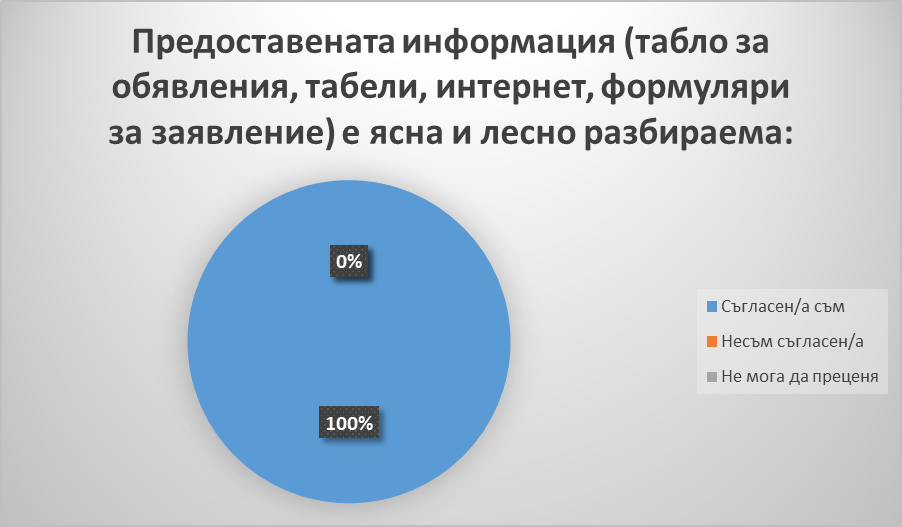 Предоставената информация (табло за
обявления, табели, интернет, формуляри
за заявление) е ясна и лесно разбираема:
0%
100%
Съгласен/а съм
Несъм съгласен/а
Не мога да преценя